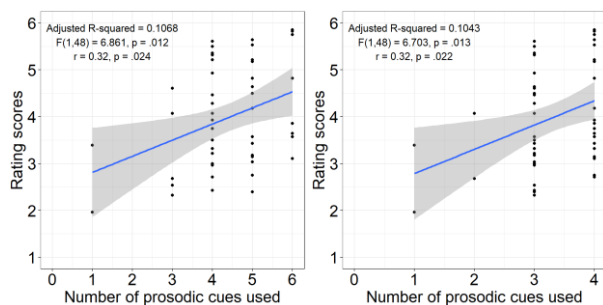 Adjusted R-squared = 0.1068
F(1,48) = 6.861, p = .012
r = 0.32, p = .024
Rating scores
6
5
4
3
2
1
0 1 2 3 4 5 6
Number of prosodic cues used
Adjusted R-squared = 0.1043
F(1,48) = 6.703, p = .013
r = 0.32, p = .022
Rating scores
6
5
4
3
2
1
0 1 2 3 4
Number of prosodic cues used